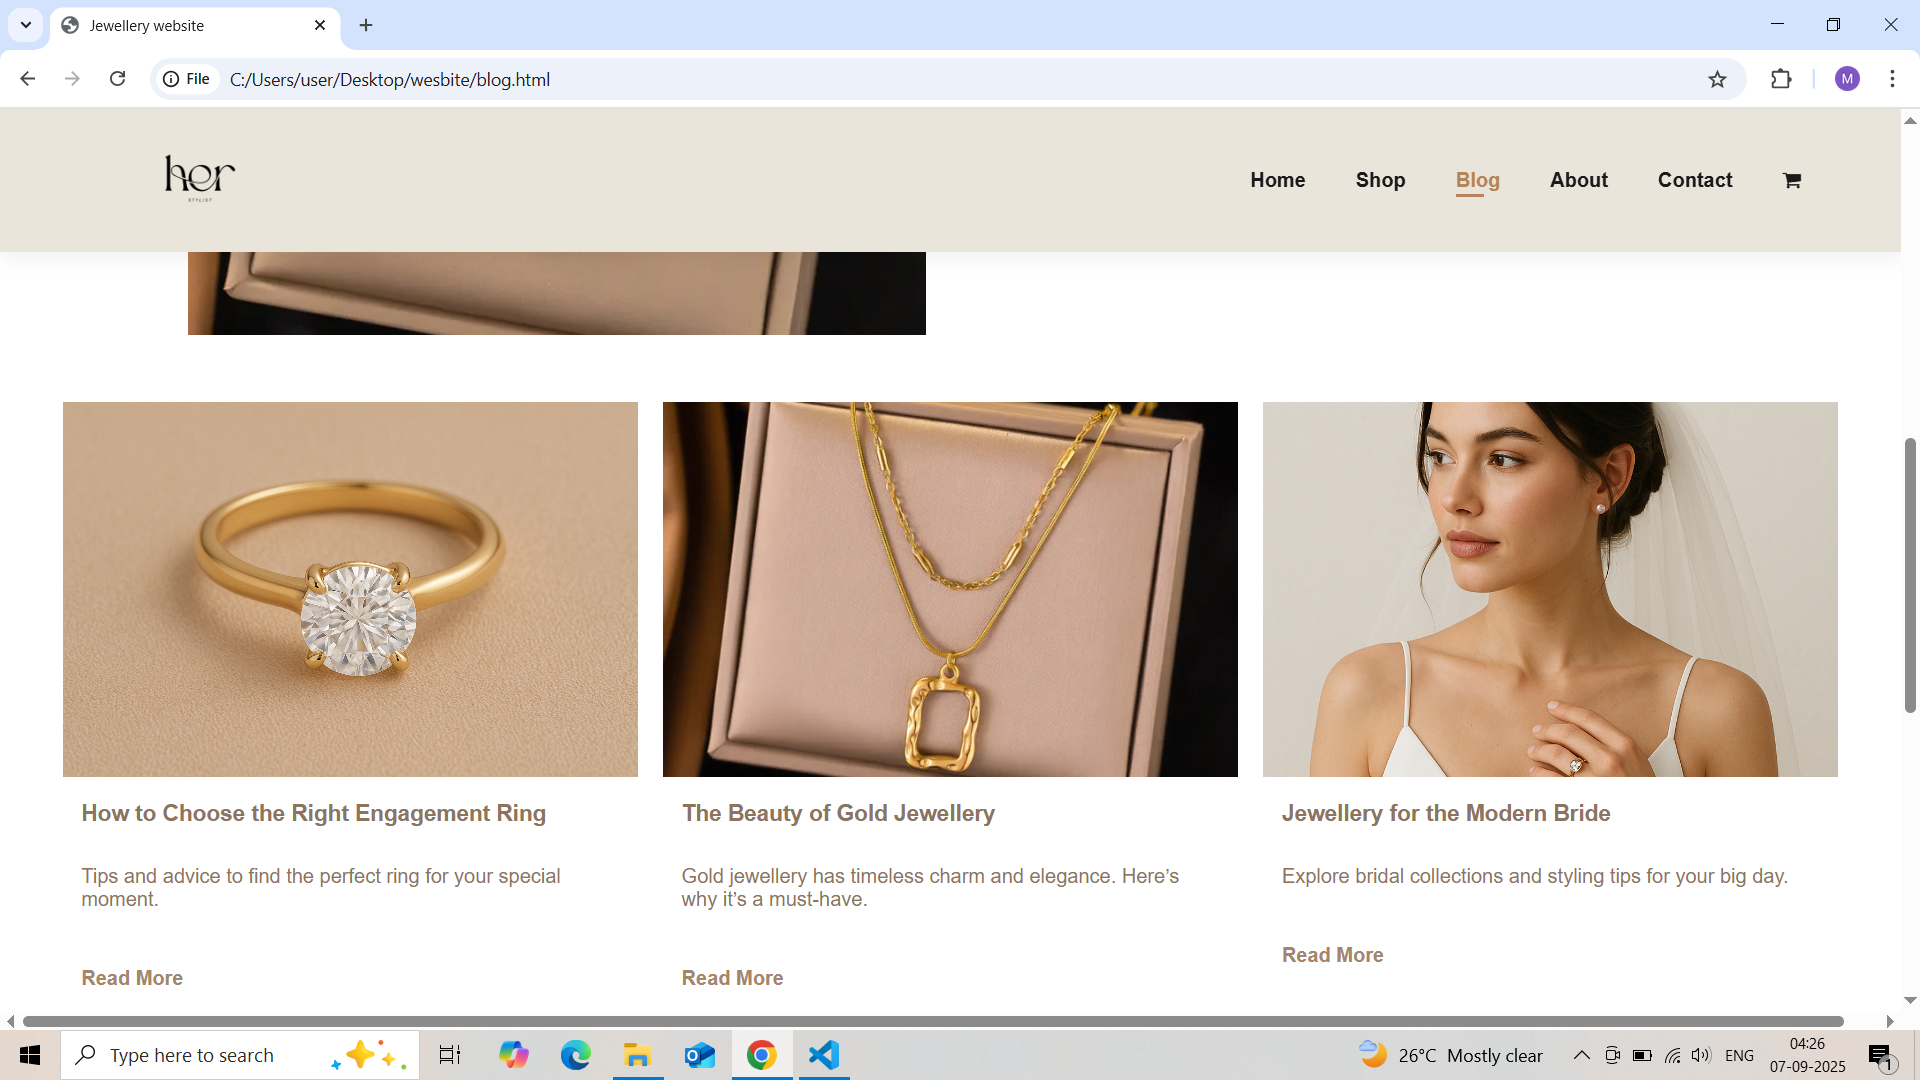 Jewellery website
File C:/Users/user/Desktop/wesbite/blog.html
M
her
STYLIST
Home Shop Blog About Contact
How to Choose the Right Engagement Ring
Tips and advice to find the perfect ring for your special
moment.
Read More
The Beauty of Gold Jewellery
Gold jewellery has timeless charm and elegance. Here’s
why it’s a must-have.
Read More
Jewellery for the Modern Bride
Explore bridal collections and styling tips for your big day.
Read More
Type here to search
26°C Mostly clear
ENG
04:26
07-09-2025
1